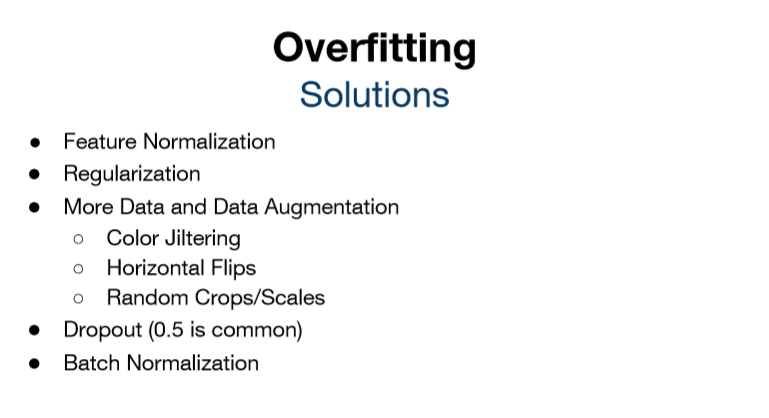 Overfitting
Solutions
● Feature Normalization
● Regularization
● More Data and Data Augmentation
○ Color Jiltering
○ Horizontal Flips
○ Random Crops/Scales
● Dropout (0.5 is common)
● Batch Normalization